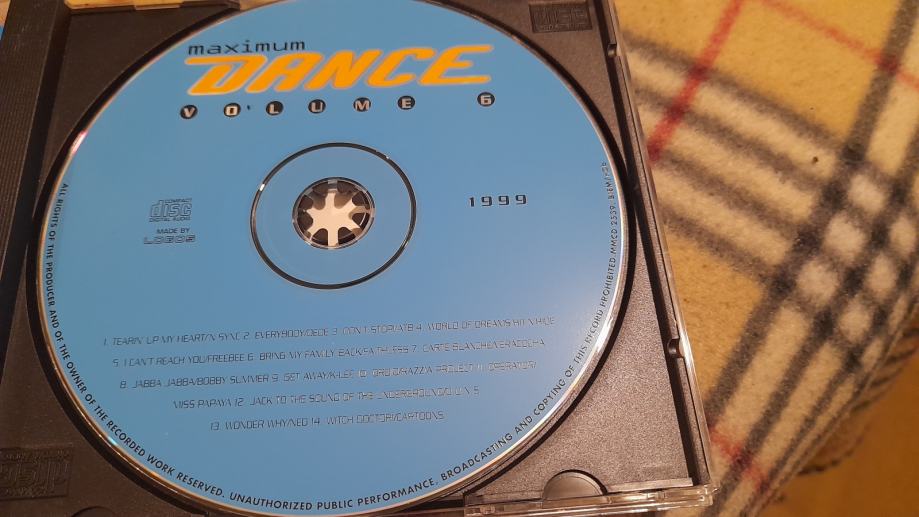 maximum
DANCE
VOLUME 6
COMPACT
disc
DIGITAL AUDIO
1999
MADE BY
LOGOS
1. TEARIN' UP MY HEART/N SYNC 2. EVERYBODY/DEDE 3. DON'T STOP!/ATB 4. WORLD OF DREAMS/HIT'N'HIDE
5. I CAN'T REACH YOU/FREEBEE 6. BRING MY FAMILY BACK/FAITHLESS 7. CARTE BLANCHE/VERACOCHA
8. JABBA JABBA/BOBBY SUMMER 9. GET AWAY/K-LEE 10. DROID/RAZZIA PROJECT 11. OPERATOR/
MISS PAPAYA 12. JACK TO THE SOUND OF THE UNDERGROUND/
13. WONDER WHY/NED 14. WITCH DOCTOR/CARTOONS
ALL RIGHTS OF THE PRODUCER AND OF THE OWNER OF THE RECORDED WORK RESERVED. UNAUTHORIZED PUBLIC PERFORMANCE, BROADCASTING AND COPYING OF THIS RECORD PROHIBITED MMCD 2539